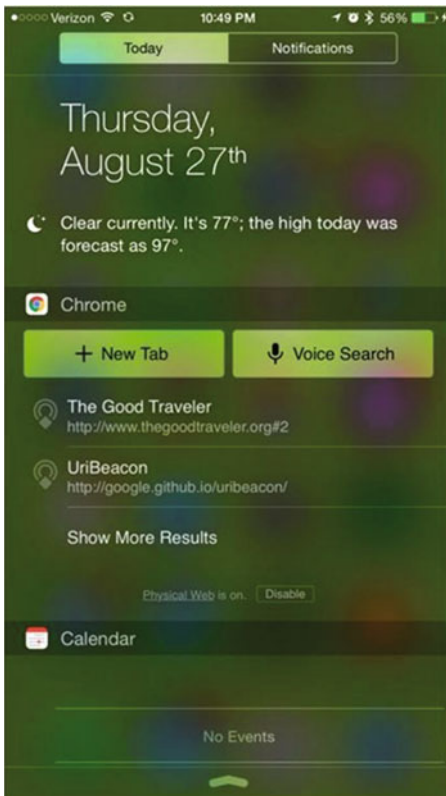 Verizon 10:49 PM 56%
Today Notifications
Thursday,
August 27th
Clear currently. It's 77°; the high today was
forecast as 97°.
Chrome
+ New Tab Voice Search
The Good Traveler
http://www.thegoodtraveler.org#2
UriBeacon
http://google.github.io/uribeacon/
Show More Results
Physical Web is on. Disable
Calendar
No Events